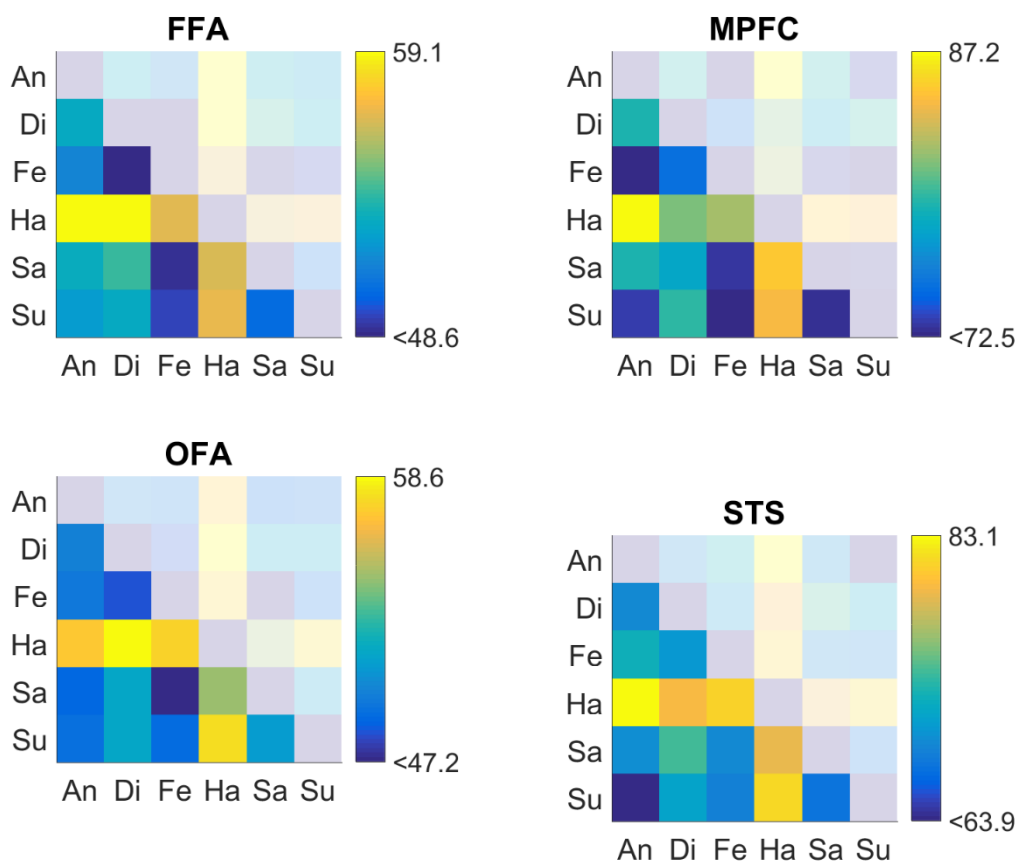 FFA
An
Di
Fe
Ha
Sa
Su
An Di Fe Ha Sa Su
59.1
<48.6
MPFC
An
Di
Fe
Ha
Sa
Su
An Di Fe Ha Sa Su
87.2
<72.5
OFA
An
Di
Fe
Ha
Sa
Su
An Di Fe Ha Sa Su
58.6
<47.2
STS
An
Di
Fe
Ha
Sa
Su
An Di Fe Ha Sa Su
83.1
<63.9